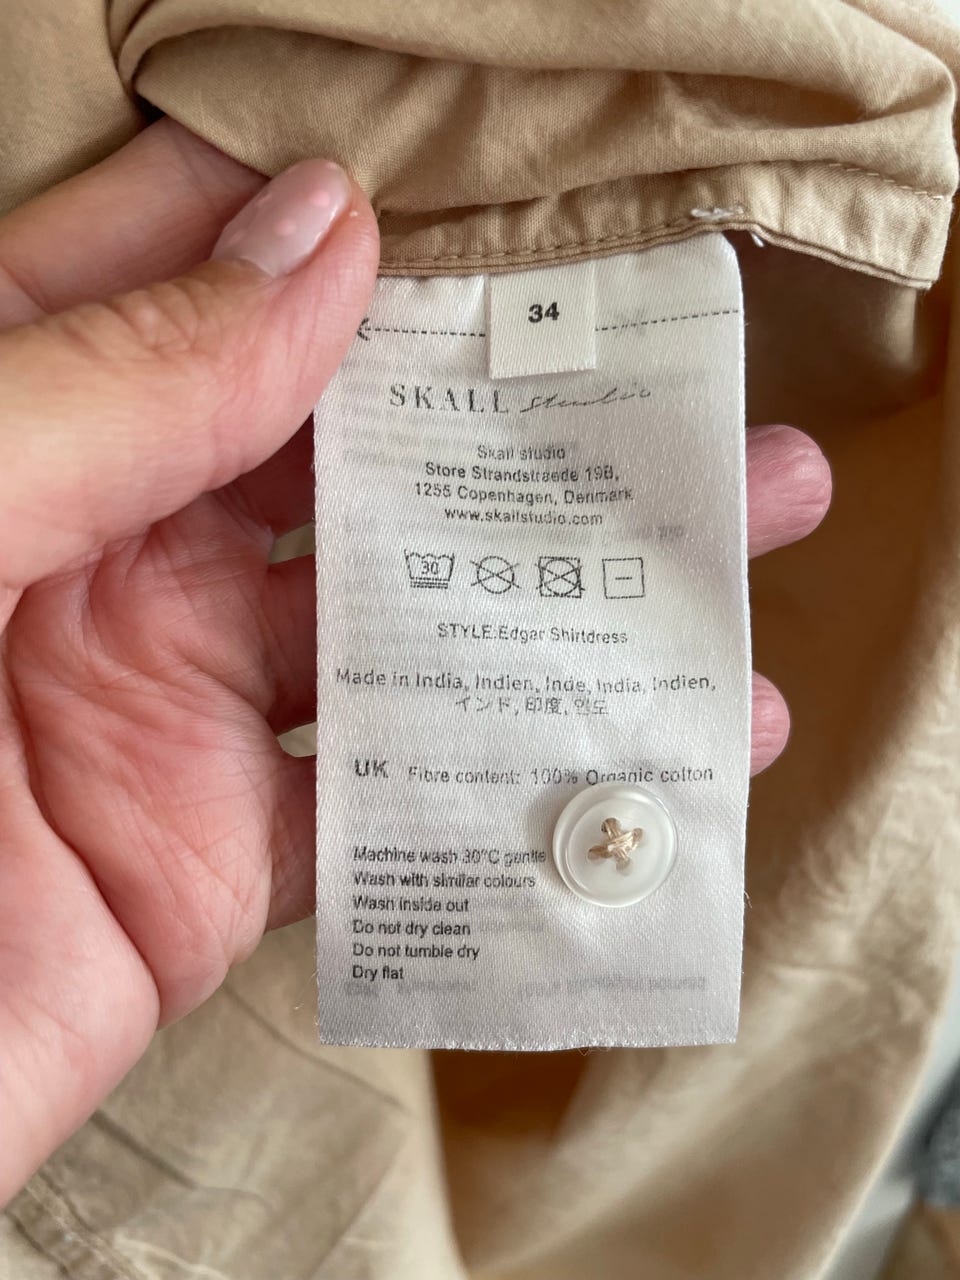 34
SKALL studio
Skall studio
Store Strandstraede 19B,
1255 Copenhagen, Denmark
www.skallstudio.com
30
STYLE:Edgar Shirtdress
Made in India, Indien, Inde, India, Indien,
インド, 印度, 인도
UK Fibre content: 100% Organic cotton
Machine wash 30°C gentle
Wash with similar colours
Wash inside out
Do not dry clean
Do not tumble dry
Dry flat